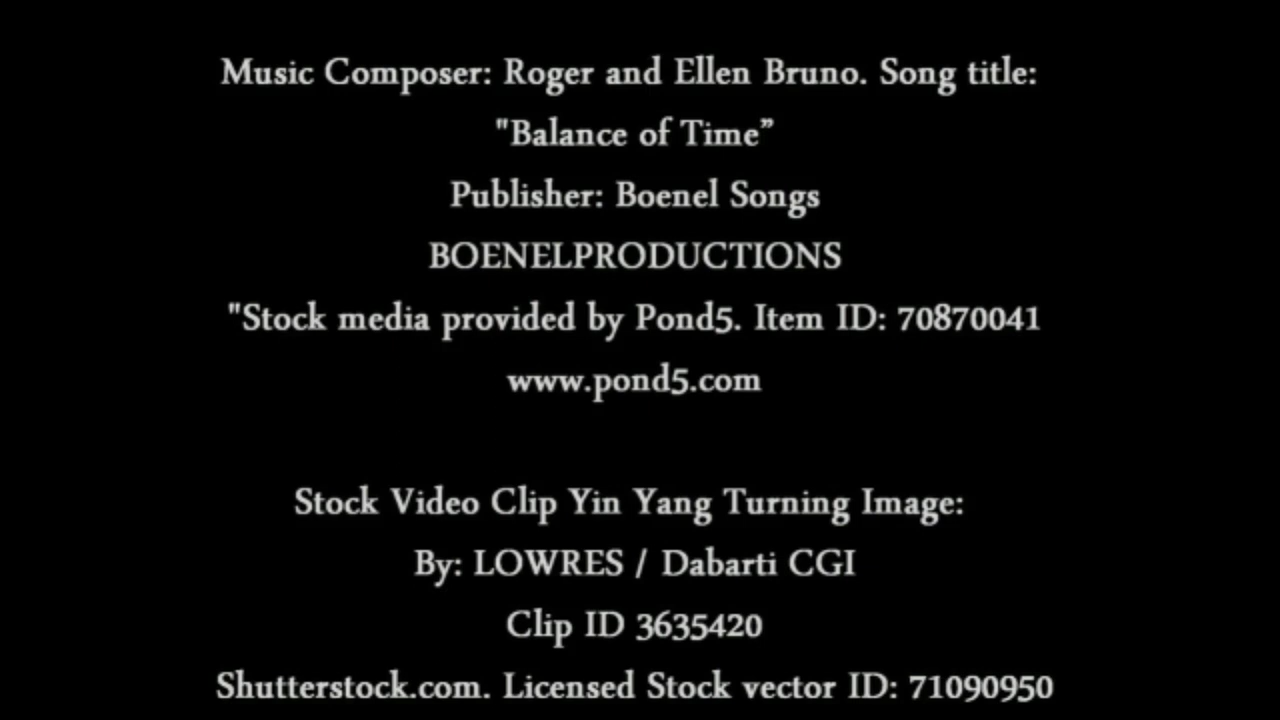 Music Composer: Roger and Ellen Bruno. Song title:
"Balance of Time”
Publisher: Boenel Songs
BOENELPRODUCTIONS
"Stock media provided by Pond5. Item ID: 70870041
www.pond5.com
Stock Video Clip Yin Yang Turning Image:
By: LOWRES / Dabarti CGI
Clip ID 3635420
Shutterstock.com. Licensed Stock vector ID: 71090950